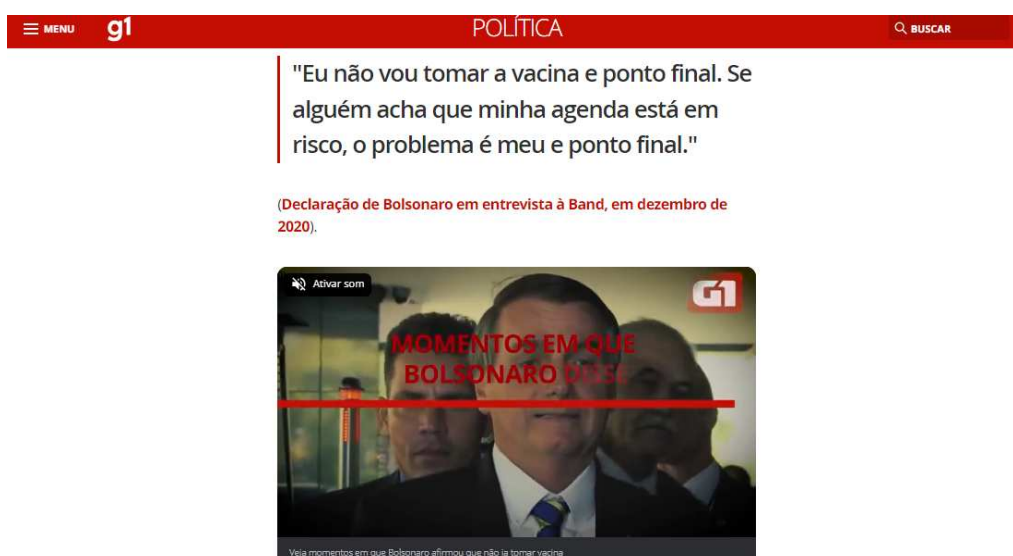 MENU g1 POLÍTICA BUSCAR
"Eu não vou tomar a vacina e ponto final. Se
alguém acha que minha agenda está em
risco, o problema é meu e ponto final."
(Declaração de Bolsonaro em entrevista à Band, em dezembro de
2020).
Ativar som
G1
MOMENTOS EM QUE
BOLSONARO DISSE
Veja momentos em que Bolsonaro afirmou que não ia tomar vacina